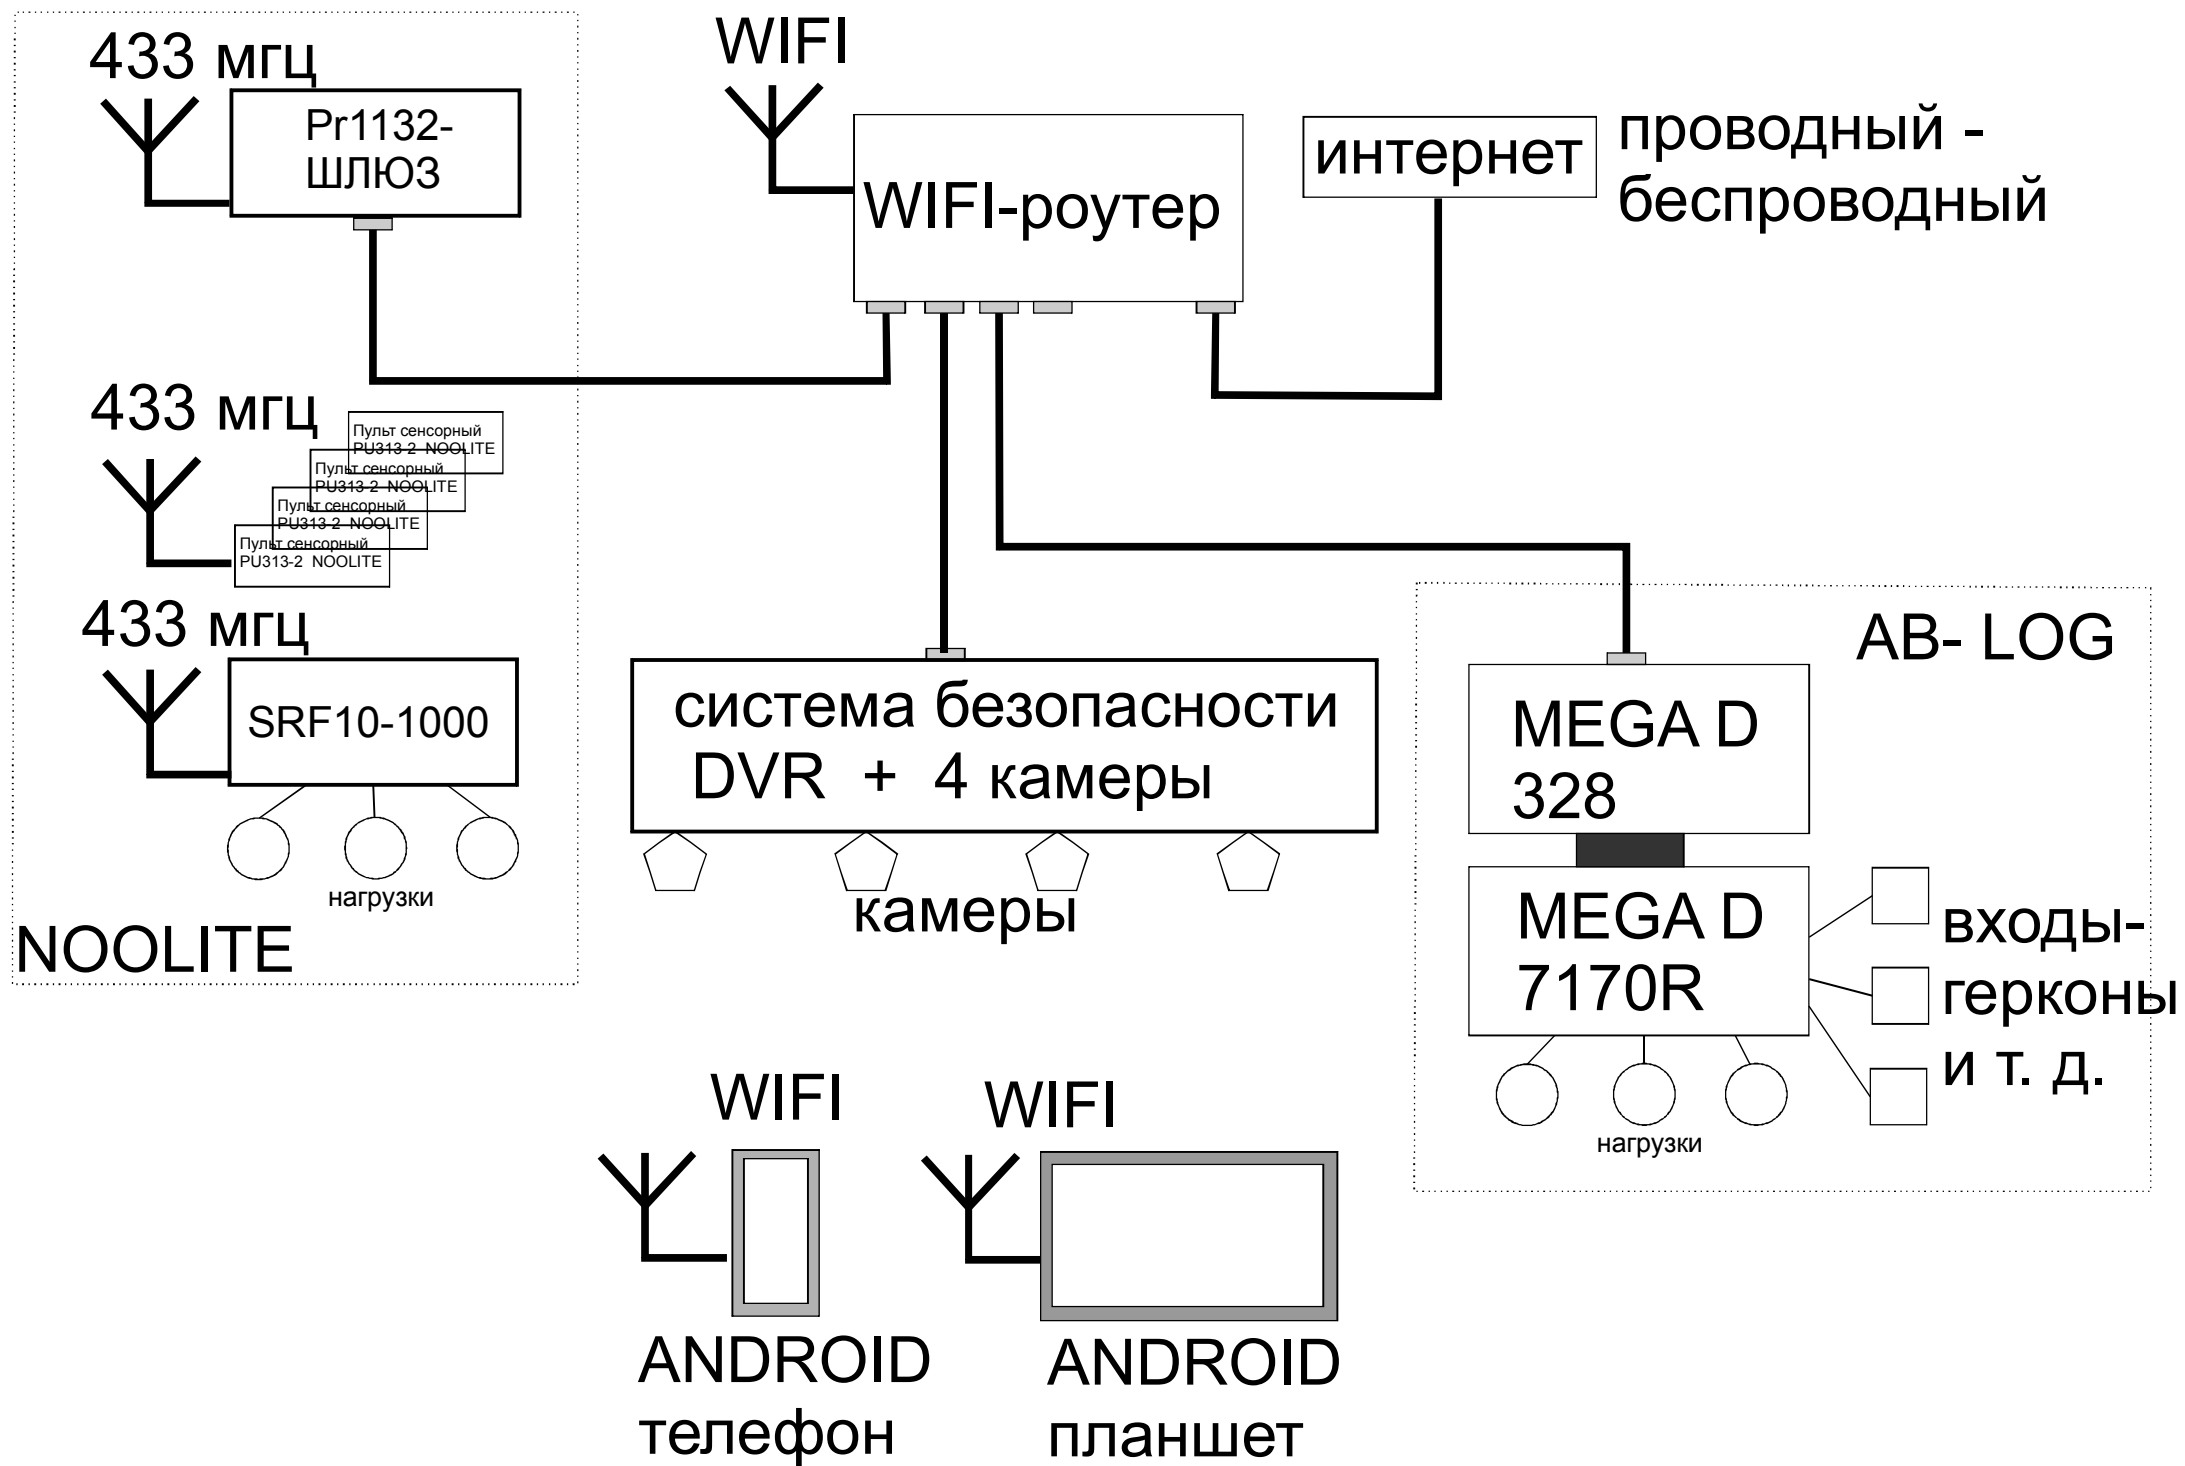 433 мгц
Pr1132-
ШЛЮЗ
WIFI
WIFI-роутер
интернет
проводный -
беспроводный
433 мгц
Пульт сенсорный
PU313-2 NOOLITE
Пульт сенсорный
PU313-2 NOOLITE
Пульт сенсорный
PU313-2 NOOLITE
Пульт сенсорный
PU313-2 NOOLITE
433 мгц
SRF10-1000
нагрузки
NOOLITE
система безопасности
DVR + 4 камеры
камеры
AB- LOG
MEGA D
328
MEGA D
7170R
входы-
герконы
и т. д.
нагрузки
WIFI
ANDROID
телефон
WIFI
ANDROID
планшет